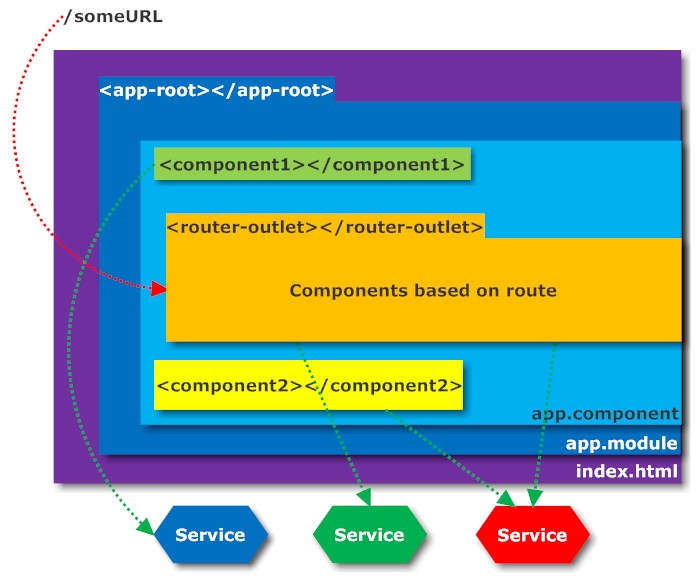 /someURL
<app-root></app-root>
<component1></component1>
<router-outlet></router-outlet>
Components based on route
<component2></component2>
app.component
app.module
index.html
Service
Service
Service